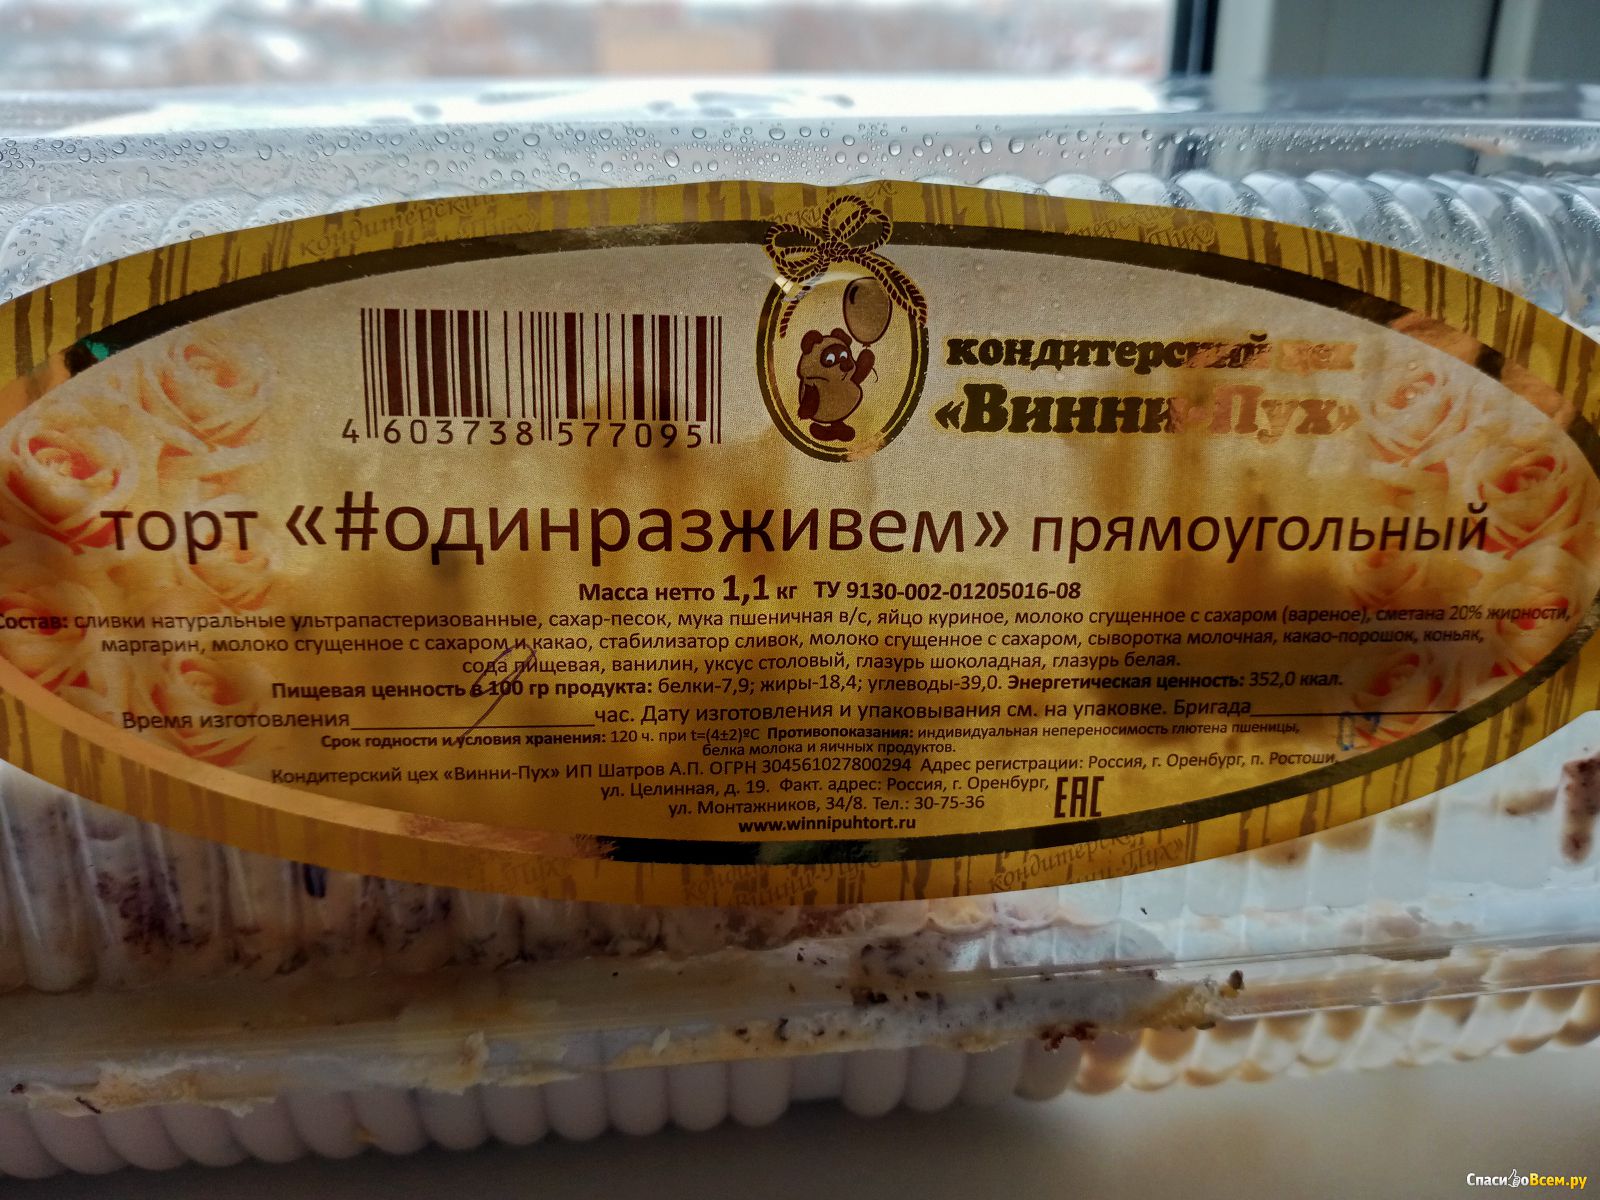 кондитерский цех
«Винни-Пух»
4 603738 577095
торт «#одинразживем» прямоугольный
Масса нетто 1,1 кг ТУ 9130-002-01205016-08
Состав: сливки натуральные ультрапастеризованные, сахар-песок, мука пшеничная в/с, яйцо куриное, молоко сгущенное с сахаром (вареное), сметана 20% жирности,
маргарин, молоко сгущенное с сахаром и какао, стабилизатор сливок, молоко сгущенное с сахаром, сыворотка молочная, какао-порошок, коньяк,
сода пищевая, ванилин, уксус столовый, глазурь шоколадная, глазурь белая.
Пищевая ценность в 100 гр продукта: белки-7,9; жиры-18,4; углеводы-39,0. Энергетическая ценность: 352,0 ккал.
Время изготовления____________________час. Дату изготовления и упаковывания см. на упаковке. Бригада____________________
Срок годности и условия хранения: 120 ч. при t=(4±2)ºС Противопоказания: индивидуальная непереносимость глютена пшеницы,
белка молока и яичных продуктов.
Кондитерский цех «Винни-Пух» ИП Шатров А.П. ОГРН 304561027800294 Адрес регистрации: Россия, г. Оренбург, п. Ростоши,
ул. Целинная, д. 19. Факт. адрес: Россия, г. Оренбург,
ул. Монтажников, 34/8. Тел.: 30-75-36
EAC
www.winnipuhtort.ru
СпасибоВсем.ру